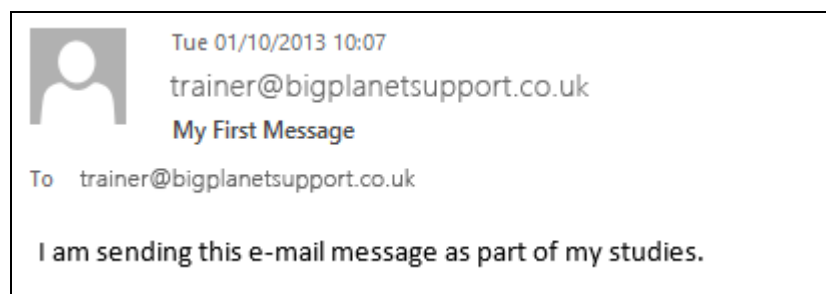 Tue 01/10/2013 10:07
trainer@bigplanetsupport.co.uk
My First Message
To trainer@bigplanetsupport.co.uk
I am sending this e-mail message as part of my studies.